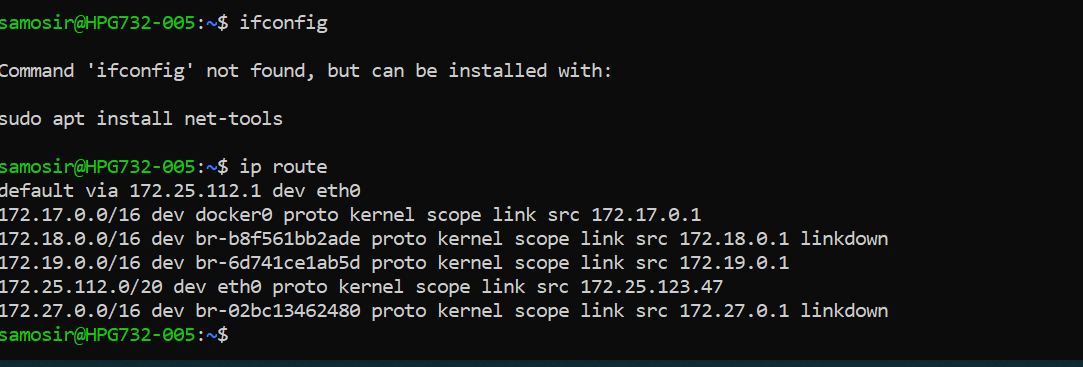 samosir@HPG732-005:~$ ifconfig
Command 'ifconfig' not found, but can be installed with:
sudo apt install net-tools
samosir@HPG732-005:~$ ip route
default via 172.25.112.1 dev eth0
172.17.0.0/16 dev docker0 proto kernel scope link src 172.17.0.1
172.18.0.0/16 dev br-b8f561bb2ade proto kernel scope link src 172.18.0.1 linkdown
172.19.0.0/16 dev br-6d741ce1ab5d proto kernel scope link src 172.19.0.1
172.25.112.0/20 dev eth0 proto kernel scope link src 172.25.123.47
172.27.0.0/16 dev br-02bc13462480 proto kernel scope link src 172.27.0.1 linkdown
samosir@HPG732-005:~$